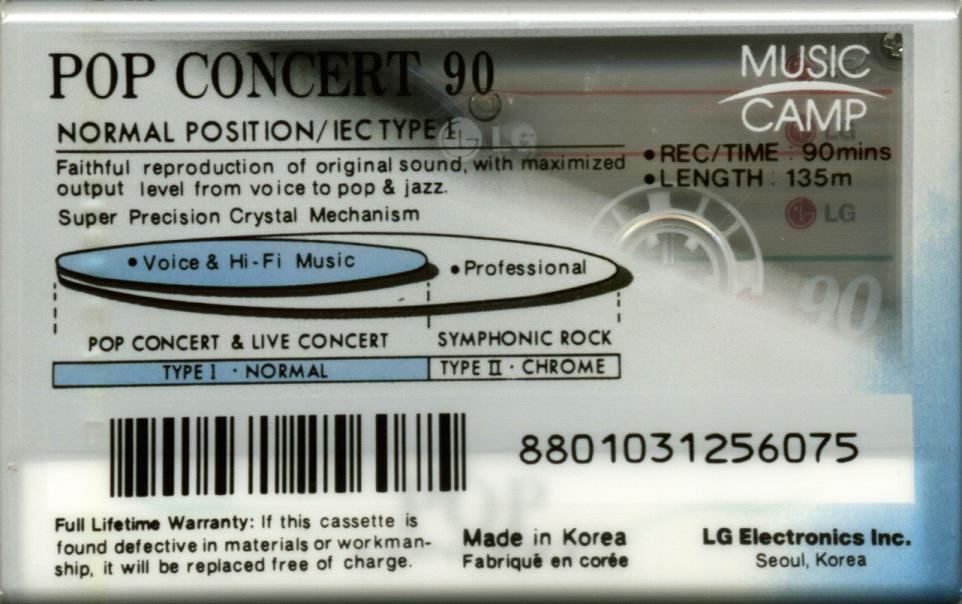 POP CONCERT 90
MUSIC
CAMP
NORMAL POSITION/IEC TYPE I
LG
LG
• REC/TIME : 90mins
• LENGTH : 135m
LG
Faithful reproduction of original sound, with maximized
output level from voice to pop & jazz.
Super Precision Crystal Mechanism
• Voice & Hi-Fi Music
• Professional
90
POP CONCERT & LIVE CONCERT
SYMPHONIC ROCK
TYPE I · NORMAL
TYPE II · CHROME
8801031256075
POP
Full Lifetime Warranty: If this cassette is
found defective in materials or workman-
ship, it will be replaced free of charge.
Made in Korea
Fabriqué en corée
LG Electronics Inc.
Seoul, Korea